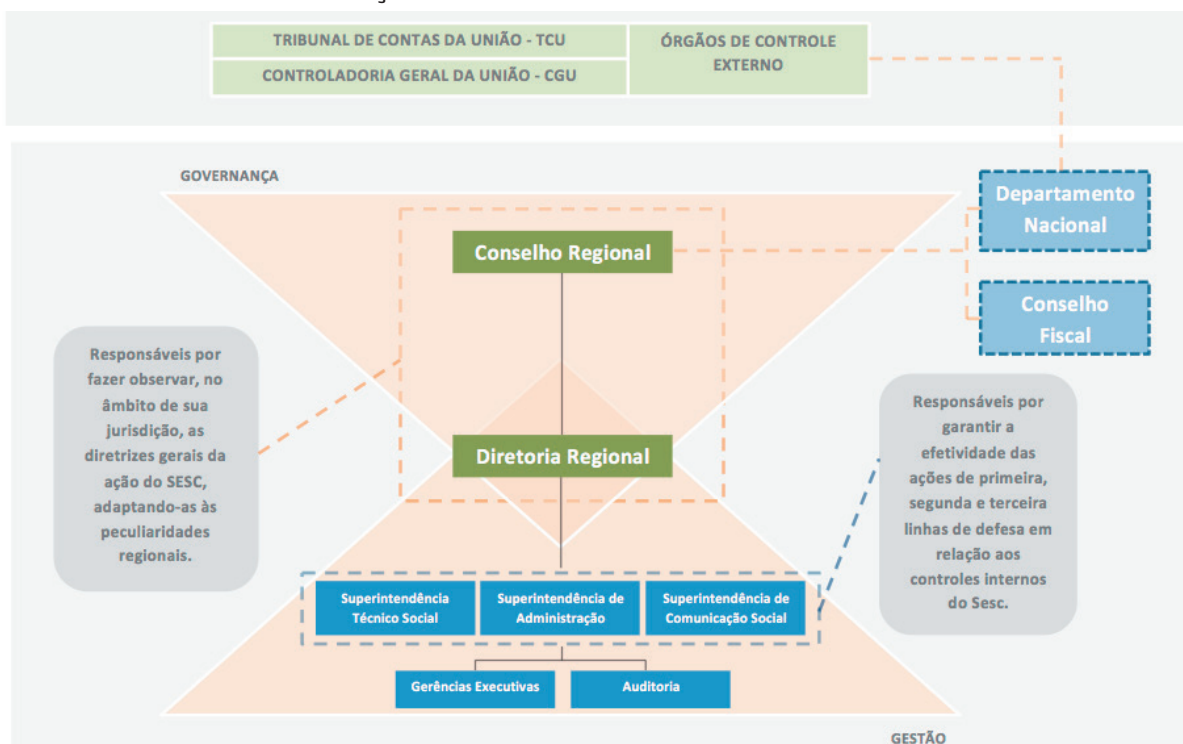 TRIBUNAL DE CONTAS DA UNIÃO - TCU
CONTROLADORIA GERAL DA UNIÃO - CGU
ÓRGÃOS DE CONTROLE
EXTERNO
GOVERNANÇA
Departamento
Nacional
Conselho Regional
Conselho
Fiscal
Responsáveis por
fazer observar, no
âmbito de sua
jurisdição, as
diretrizes gerais da
ação do SESC,
adaptando-as às
peculiaridades
regionais.
Diretoria Regional
Responsáveis por
garantir a
efetividade das
ações de primeira,
segunda e terceira
linhas de defesa em
relação aos
controles internos
do Sesc.
Superintendência
Técnico Social
Superintendência de
Administração
Superintendência de
Comunicação Social
Gerências Executivas
Auditoria
GESTÃO